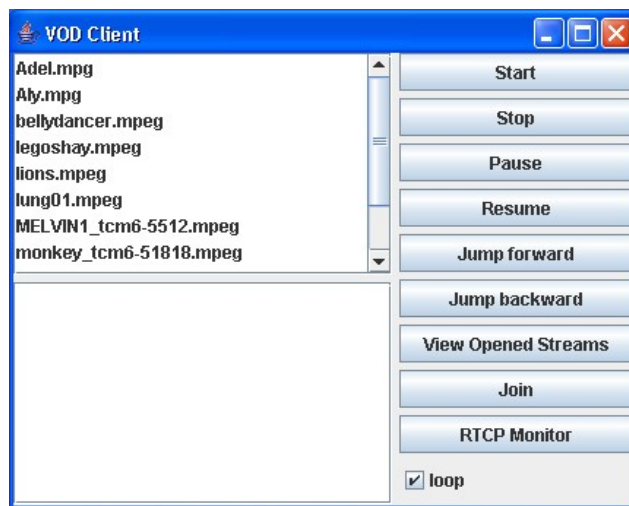 VOD Client
Adel.mpg
Aly.mpg
bellydancer.mpeg
legoshay.mpeg
lions.mpeg
lung01.mpeg
MELVIN1_tcm6-5512.mpeg
monkey_tcm6-51818.mpeg
Start
Stop
Pause
Resume
Jump forward
Jump backward
View Opened Streams
Join
RTCP Monitor
loop